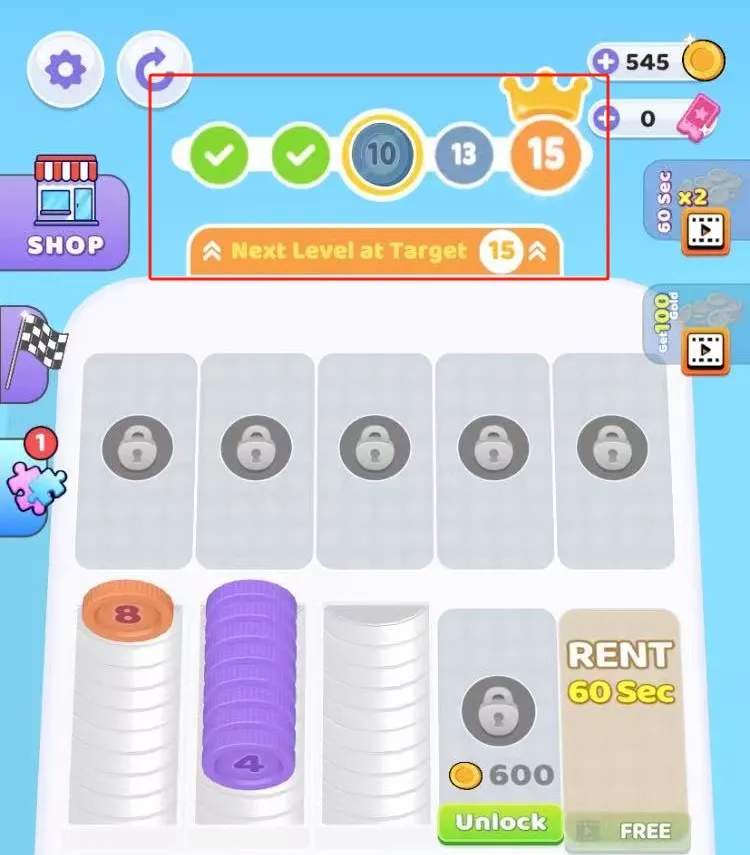 545
0
10
13
15
60 Sec
x2
SHOP
Next Level at Target 15
Get 100
Gold
1
8
4
RENT
60 Sec
600
Unlock
FREE